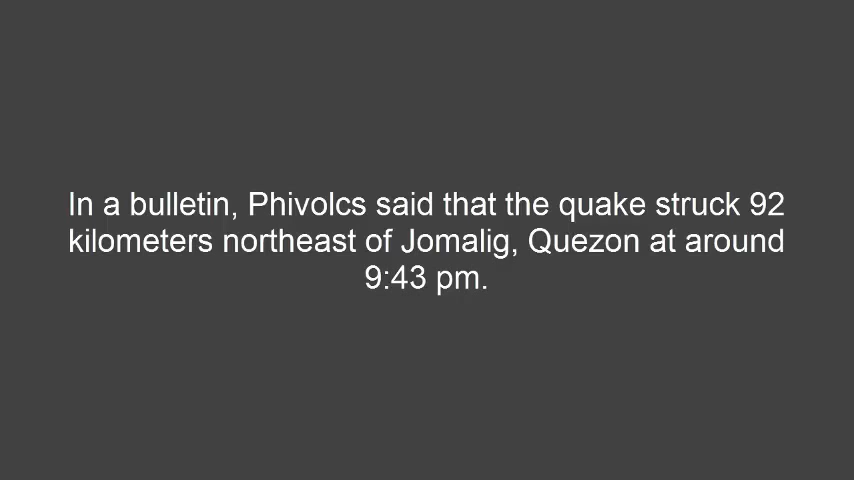 In a bulletin, Phivolcs said that the quake struck 92
kilometers northeast of Jomalig, Quezon at around
9:43 pm.